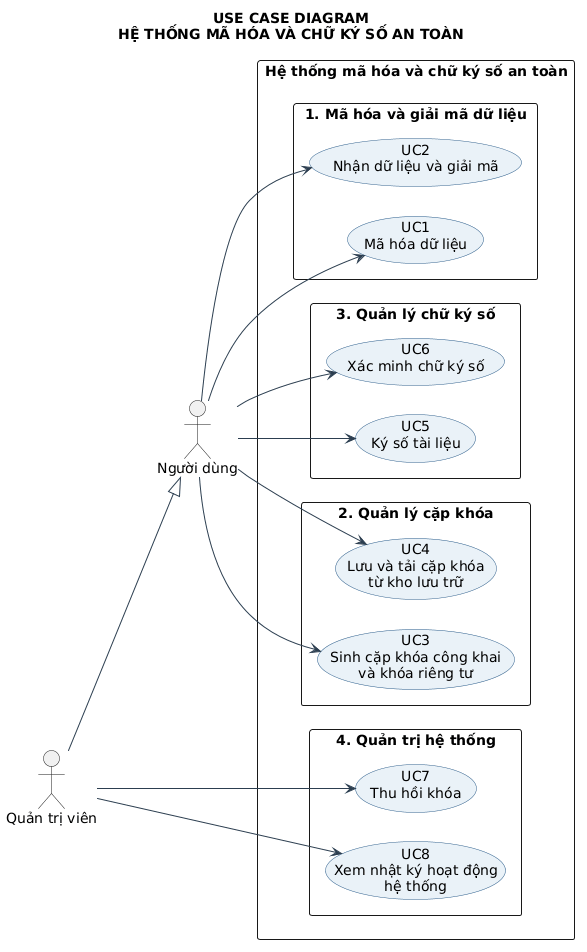 USE CASE DIAGRAM
HỆ THỐNG MÃ HÓA VÀ CHỮ KÝ SỐ AN TOÀN
Hệ thống mã hóa và chữ ký số an toàn
1. Mã hóa và giải mã dữ liệu
UC2
Nhận dữ liệu và giải mã
UC1
Mã hóa dữ liệu
3. Quản lý chữ ký số
UC6
Xác minh chữ ký số
UC5
Ký số tài liệu
Người dùng
2. Quản lý cặp khóa
UC4
Lưu và tải cặp khóa
từ kho lưu trữ
UC3
Sinh cặp khóa công khai
và khóa riêng tư
4. Quản trị hệ thống
UC7
Thu hồi khóa
Quản trị viên
UC8
Xem nhật ký hoạt động
hệ thống